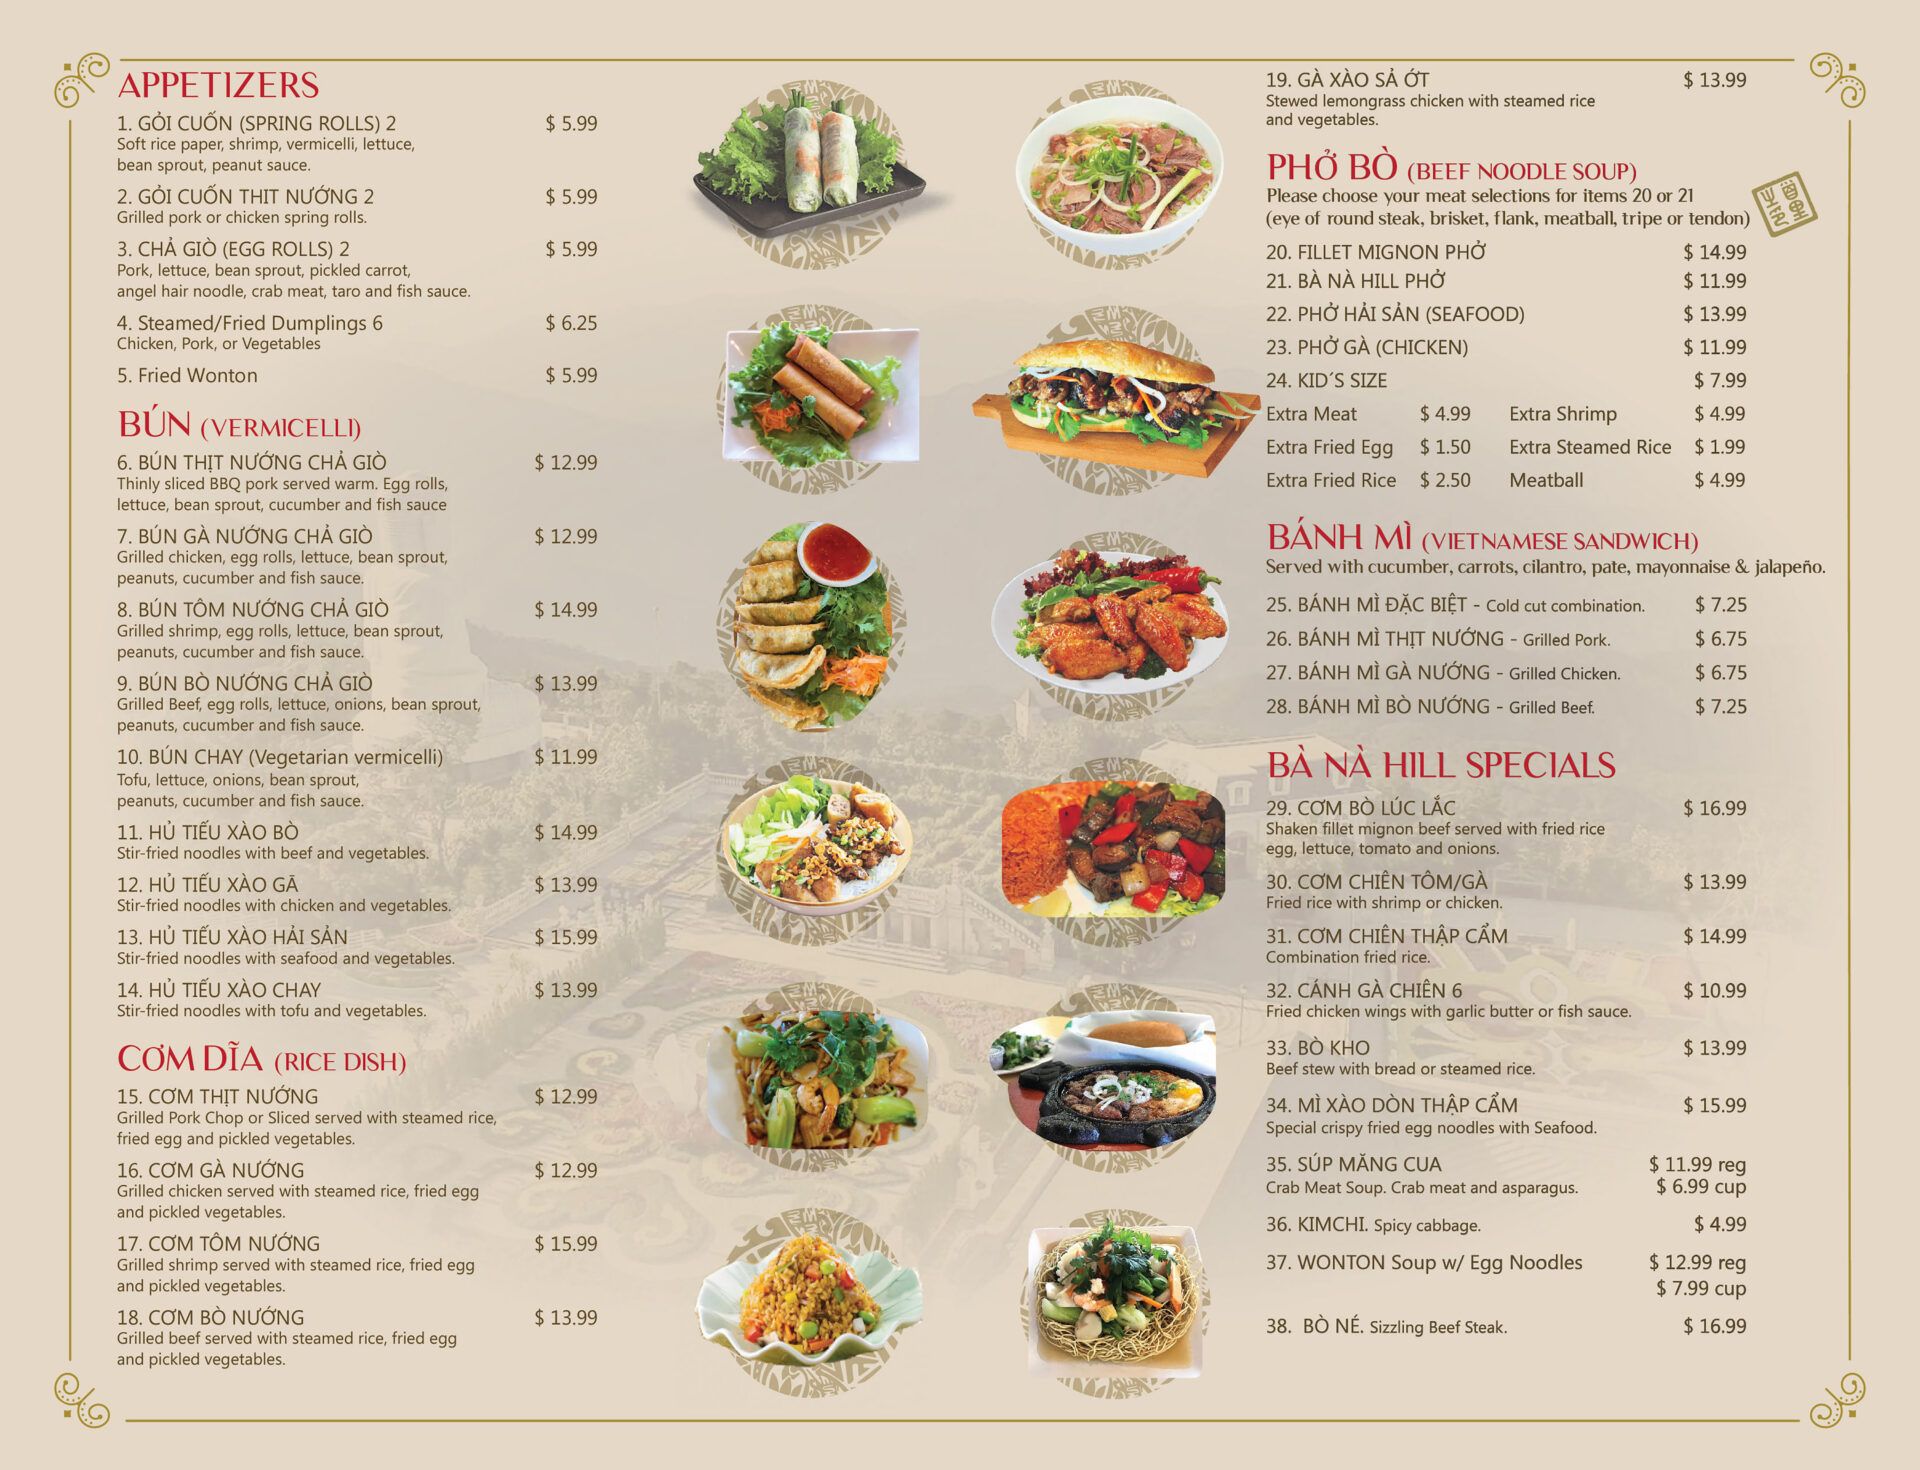 APPETIZERS
1. GỎI CUỐN (SPRING ROLLS) 2 $ 5.99
Soft rice paper, shrimp, vermicelli, lettuce,
bean sprout, peanut sauce.
2. GỎI CUỐN THIT NƯỚNG 2 $ 5.99
Grilled pork or chicken spring rolls.
3. CHẢ GIÒ (EGG ROLLS) 2 $ 5.99
Pork, lettuce, bean sprout, pickled carrot,
angel hair noodle, crab meat, taro and fish sauce.
4. Steamed/Fried Dumplings 6 $ 6.25
Chicken, Pork, or Vegetables
5. Fried Wonton $ 5.99
BÚN (VERMICELLI)
6. BÚN THỊT NƯỚNG CHẢ GIÒ $ 12.99
Thinly sliced BBQ pork served warm. Egg rolls,
lettuce, bean sprout, cucumber and fish sauce
7. BÚN GÀ NƯỚNG CHẢ GIÒ $ 12.99
Grilled chicken, egg rolls, lettuce, bean sprout,
peanuts, cucumber and fish sauce.
8. BÚN TÔM NƯỚNG CHẢ GIÒ $ 14.99
Grilled shrimp, egg rolls, lettuce, bean sprout,
peanuts, cucumber and fish sauce.
9. BÚN BÒ NƯỚNG CHẢ GIÒ $ 13.99
Grilled Beef, egg rolls, lettuce, onions, bean sprout,
peanuts, cucumber and fish sauce.
10. BÚN CHAY (Vegetarian vermicelli) $ 11.99
Tofu, lettuce, onions, bean sprout,
peanuts, cucumber and fish sauce.
11. HỦ TIẾU XÀO BÒ $ 14.99
Stir-fried noodles with beef and vegetables.
12. HỦ TIẾU XÀO GÃ $ 13.99
Stir-fried noodles with chicken and vegetables.
13. HỦ TIẾU XÀO HẢI SẢN $ 15.99
Stir-fried noodles with seafood and vegetables.
14. HỦ TIẾU XÀO CHAY $ 13.99
Stir-fried noodles with tofu and vegetables.
CƠM DĨA (RICE DISH)
15. CƠM THỊT NƯỚNG $ 12.99
Grilled Pork Chop or Sliced served with steamed rice,
fried egg and pickled vegetables.
16. CƠM GÀ NƯỚNG $ 12.99
Grilled chicken served with steamed rice, fried egg
and pickled vegetables.
17. CƠM TÔM NƯỚNG $ 15.99
Grilled shrimp served with steamed rice, fried egg
and pickled vegetables.
18. CƠM BÒ NƯỚNG $ 13.99
Grilled beef served with steamed rice, fried egg
and pickled vegetables.
19. GÀ XÀO SẢ ỚT $ 13.99
Stewed lemongrass chicken with steamed rice
and vegetables.
PHỞ BÒ (BEEF NOODLE SOUP)
Please choose your meat selections for items 20 or 21
(eye of round steak, brisket, flank, meatball, tripe or tendon)
20. FILLET MIGNON PHỞ $ 14.99
21. BÀ NÀ HILL PHỞ $ 11.99
22. PHỞ HẢI SẢN (SEAFOOD) $ 13.99
23. PHỞ GÀ (CHICKEN) $ 11.99
24. KID´S SIZE $ 7.99
Extra Meat $ 4.99 Extra Shrimp $ 4.99
Extra Fried Egg $ 1.50 Extra Steamed Rice $ 1.99
Extra Fried Rice $ 2.50 Meatball $ 4.99
BÁNH MÌ (VIETNAMESE SANDWICH)
Served with cucumber, carrots, cilantro, pate, mayonnaise & jalapeño.
25. BÁNH MÌ ĐẶC BIỆT - Cold cut combination. $ 7.25
26. BÁNH MÌ THỊT NƯỚNG - Grilled Pork. $ 6.75
27. BÁNH MÌ GÀ NƯỚNG - Grilled Chicken. $ 6.75
28. BÁNH MÌ BÒ NƯỚNG - Grilled Beef. $ 7.25
BÀ NÀ HILL SPECIALS
29. CƠM BÒ LÚC LẮC $ 16.99
Shaken fillet mignon beef served with fried rice
egg, lettuce, tomato and onions.
30. CƠM CHIÊN TÔM/GÀ $ 13.99
Fried rice with shrimp or chicken.
31. CƠM CHIÊN THẬP CẨM $ 14.99
Combination fried rice.
32. CÁNH GÀ CHIÊN 6 $ 10.99
Fried chicken wings with garlic butter or fish sauce.
33. BÒ KHO $ 13.99
Beef stew with bread or steamed rice.
34. MÌ XÀO DÒN THẬP CẨM $ 15.99
Special crispy fried egg noodles with Seafood.
35. SÚP MĂNG CUA $ 11.99 reg
Crab Meat Soup. Crab meat and asparagus. $ 6.99 cup
36. KIMCHI. Spicy cabbage. $ 4.99
37. WONTON Soup w/ Egg Noodles $ 12.99 reg
$ 7.99 cup
38. BÒ NÉ. Sizzling Beef Steak. $ 16.99